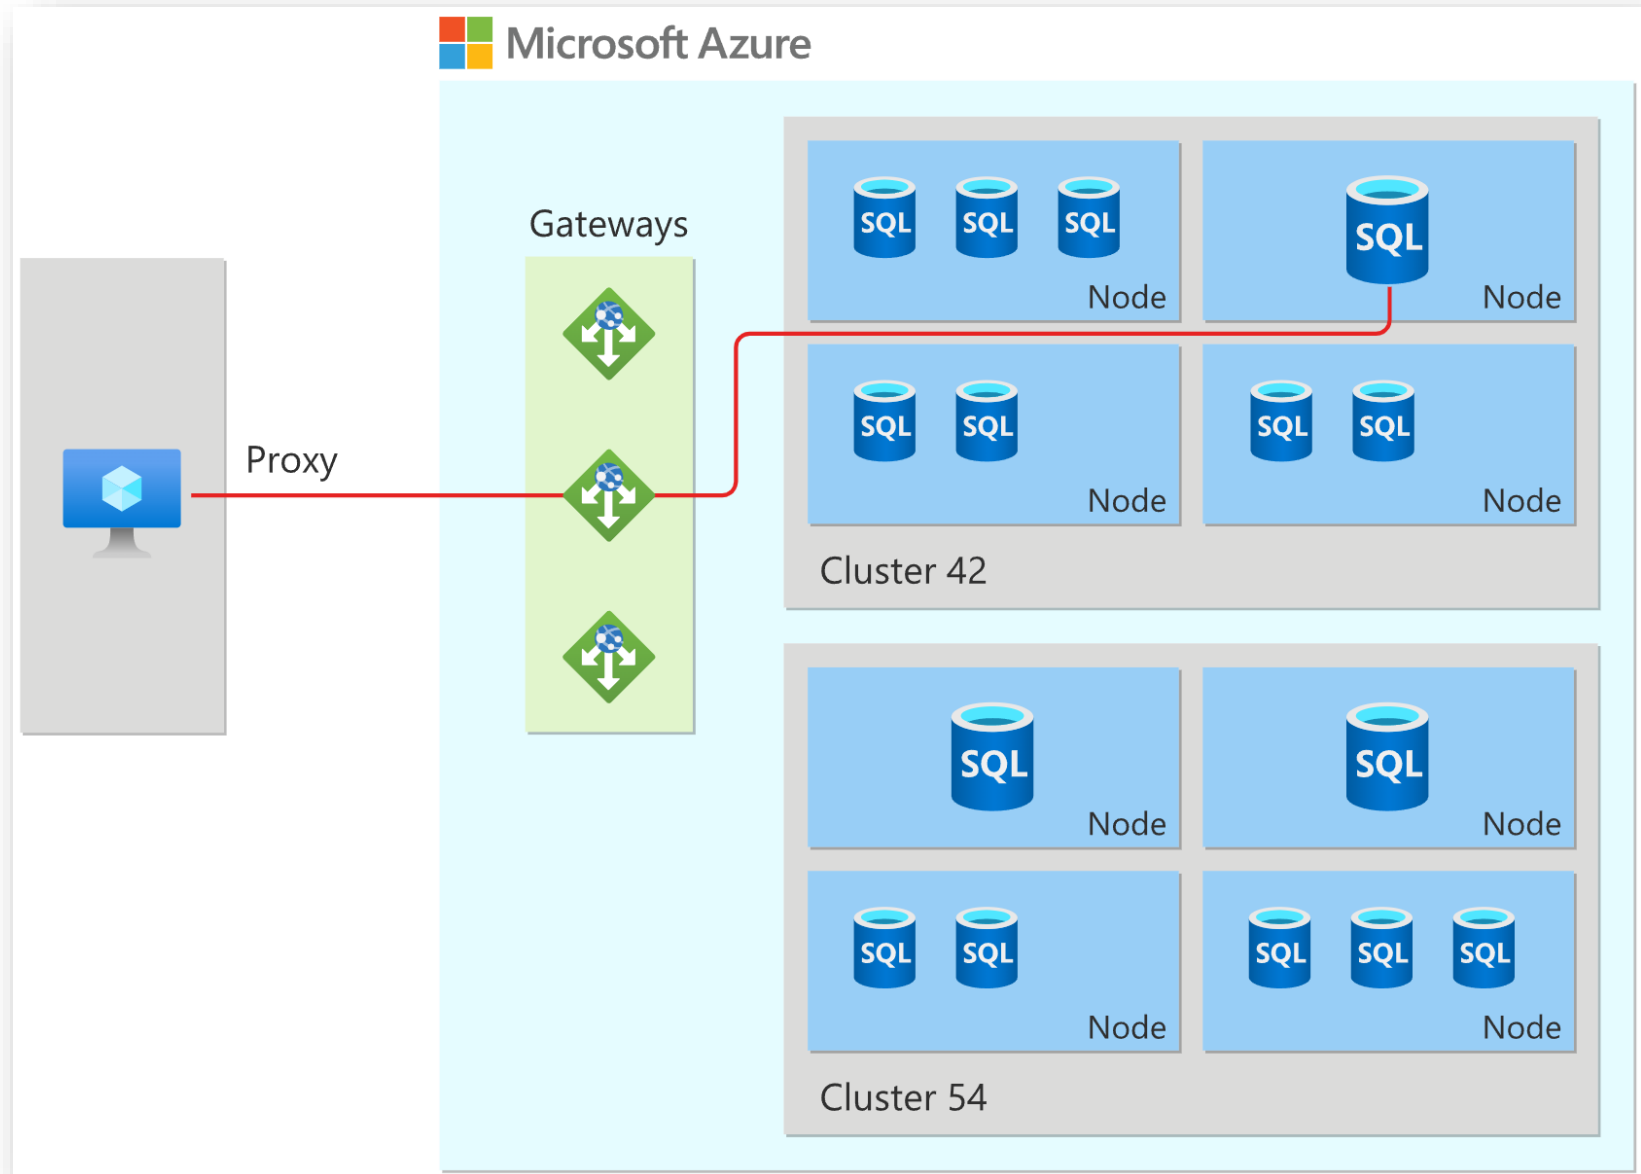 Microsoft Azure
Gateways
Proxy
SQL SQL SQL
Node
SQL
Node
SQL SQL
Node
SQL SQL
Node
Cluster 42
SQL
Node
SQL
Node
SQL SQL
Node
SQL SQL SQL
Node
Cluster 54